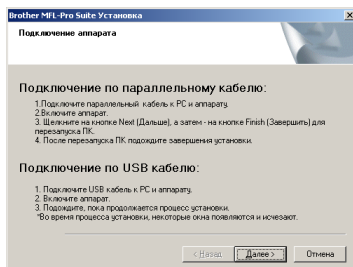 Brother MFL-Pro Suite Установка
Подключение аппарата
Подключение по параллельному кабелю:
1.Подключите параллельный кабель к PC и аппарату.
2.Включите аппарат.
3. Щелкните на кнопке Next (Дальше), а затем - на кнопке Finish (Завершить) для
перезапуска ПК.
4. После перезапуска ПК подождите завершения установки.
Подключение по USB кабелю:
1. Подключите USB кабель к PC и аппарату.
2. Включите аппарат.
3. Подождите, пока продолжается процесс установки.
*Во время процесса установки, некоторые окна появляются и исчезают.
< Назад Далее > Отмена